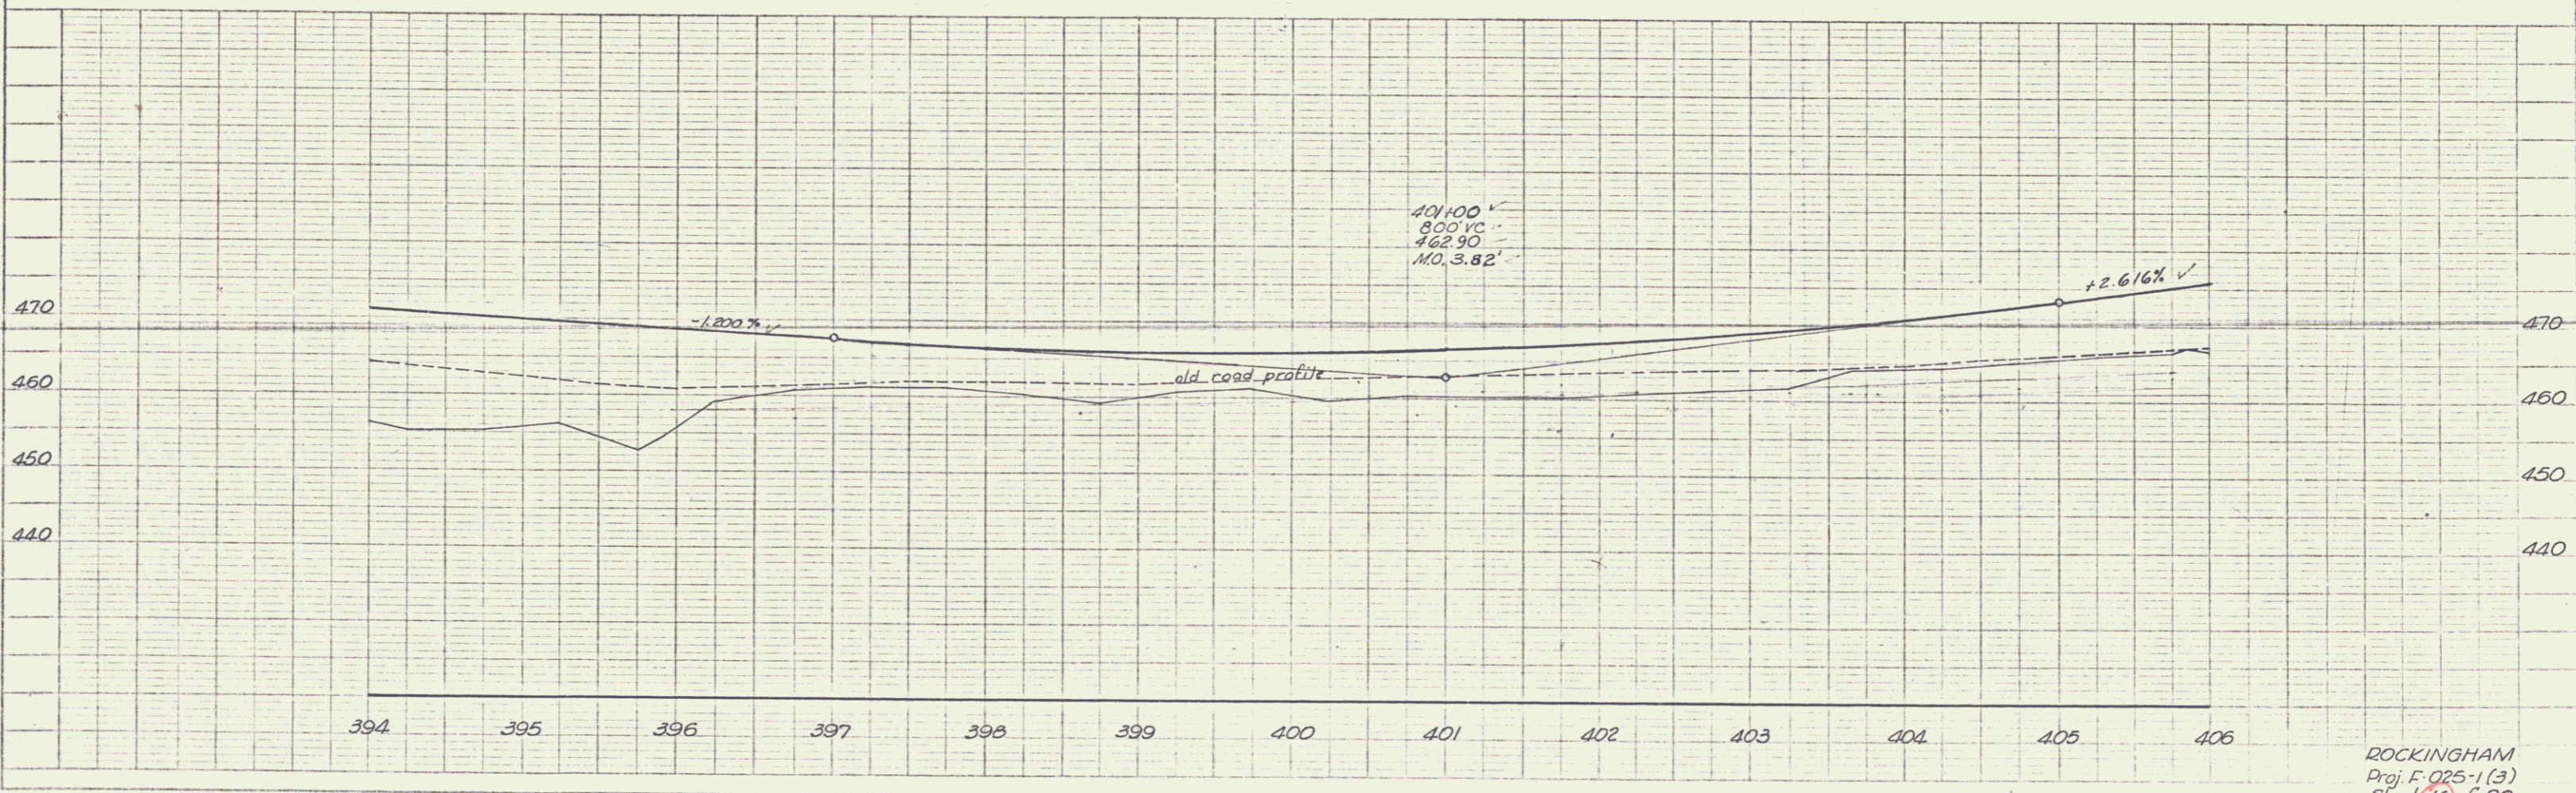 401+00 ✓
800' VC
462.90
M.O. 3.82'
+2.616% ✓
-1.200% ✓
470
470
old road profile
460
460
450
450
440
440
394 395 396 397 398 399 400 401 402 403 404 405 406
ROCKINGHAM
Proj. F-025-1(3)